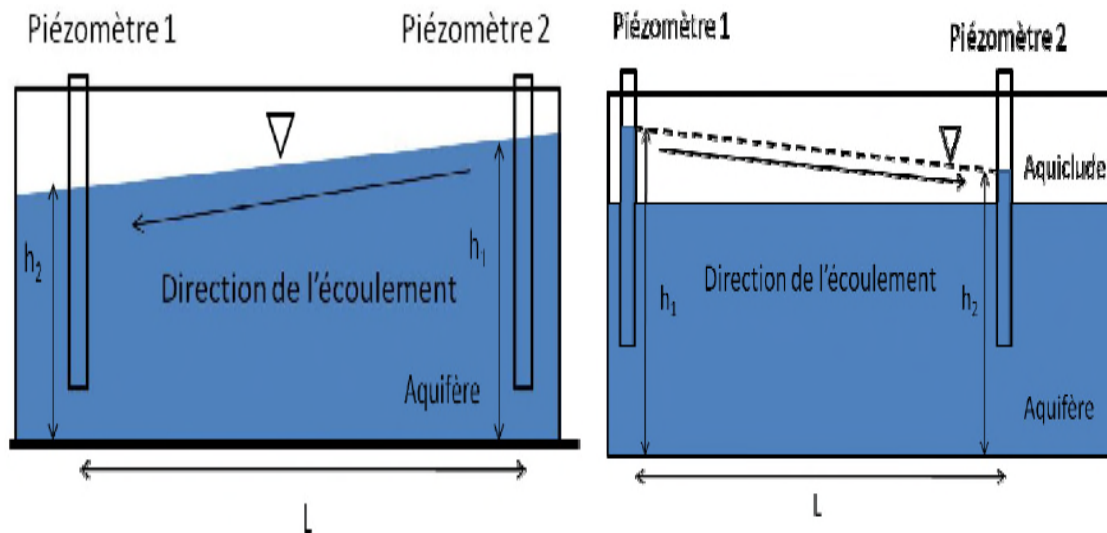 Piézomètre 1
Piézomètre 2
h₂
h₁
Direction de l'écoulement
Aquifère
L
Piézomètre 1
Piézomètre 2
Aquiclude
h₁
Direction de l'écoulement
h₂
Aquifère
L